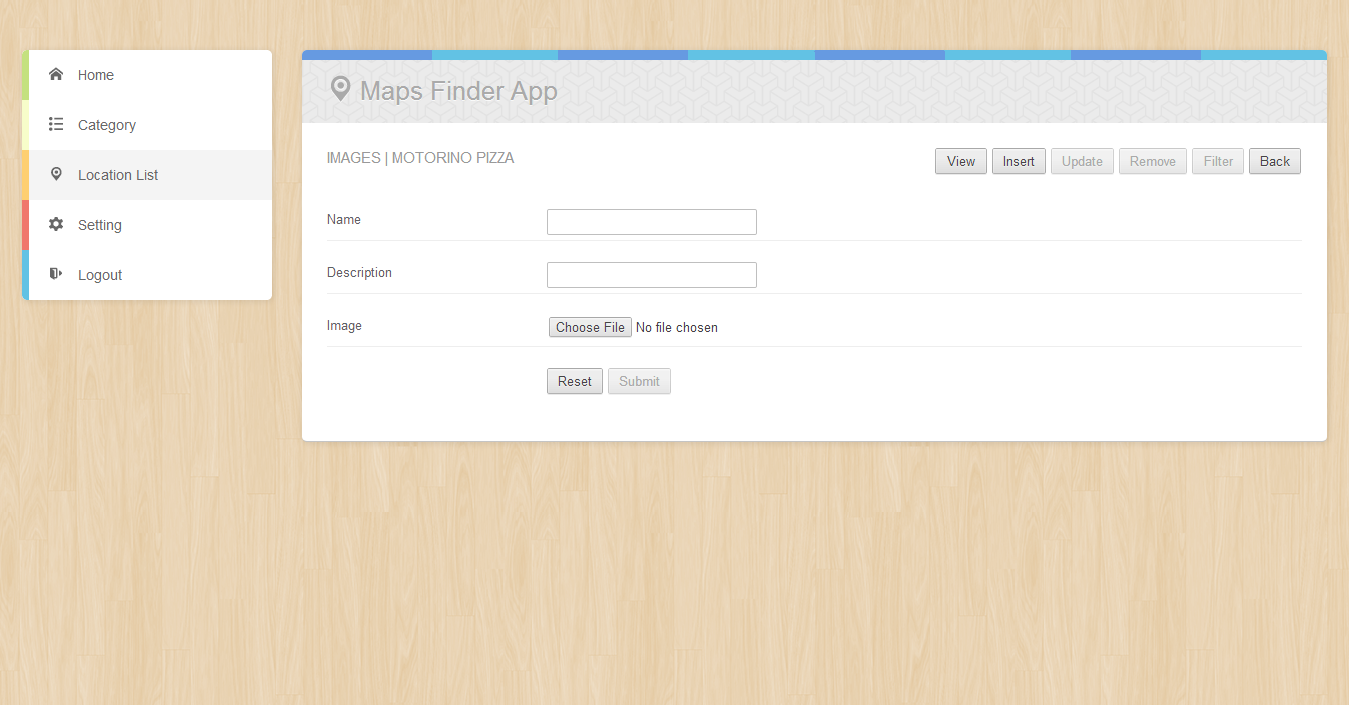 Home
Category
Location List
Setting
Logout
Maps Finder App
IMAGES | MOTORINO PIZZA
View Insert Update Remove Filter Back
Name
Description
Image Choose File No file chosen
Reset Submit